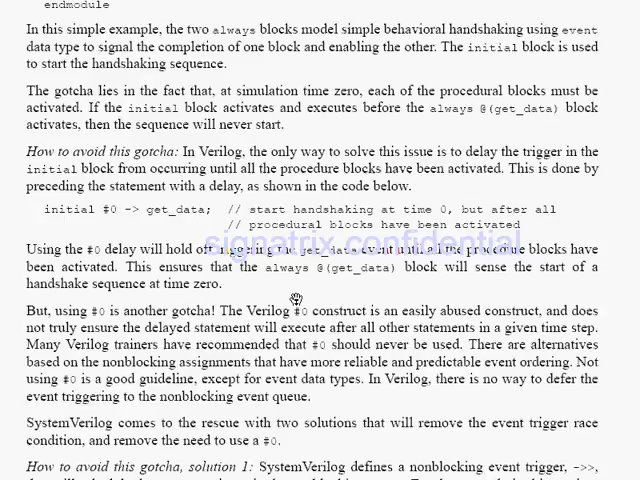 endmodule
In this simple example, the two always blocks model simple behavioral handshaking using event
data type to signal the completion of one block and enabling the other. The initial block is used
to start the handshaking sequence.
The gotcha lies in the fact that, at simulation time zero, each of the procedural blocks must be
activated. If the initial block activates and executes before the always @(get_data) block
activates, then the sequence will never start.
How to avoid this gotcha: In Verilog, the only way to solve this issue is to delay the trigger in the
initial block from occurring until all the procedure blocks have been activated. This is done by
preceding the statement with a delay, as shown in the code below.
initial #0 -> get_data; // start handshaking at time 0, but after all
// procedural blocks have been activated
signatrix confidential
Using the #0 delay will hold off triggering the get_data event until all the procedure blocks have
been activated. This ensures that the always @(get_data) block will sense the start of a
handshake sequence at time zero.
But, using #0 is another gotcha! The Verilog #0 construct is an easily abused construct, and does
not truly ensure the delayed statement will execute after all other statements in a given time step.
Many Verilog trainers have recommended that #0 should never be used. There are alternatives
based on the nonblocking assignments that have more reliable and predictable event ordering. Not
using #0 is a good guideline, except for event data types. In Verilog, there is no way to defer the
event triggering to the nonblocking event queue.
SystemVerilog comes to the rescue with two solutions that will remove the event trigger race
condition, and remove the need to use a #0.
How to avoid this gotcha, solution 1: SystemVerilog defines a nonblocking event trigger, ->>,